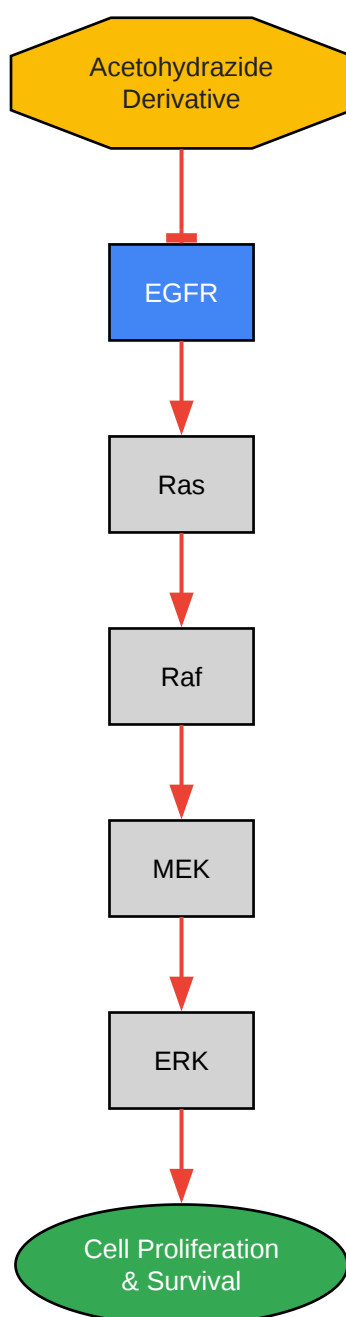 Acetohydrazide
Derivative
EGFR
Ras
Raf
MEK
ERK
Cell Proliferation
& Survival